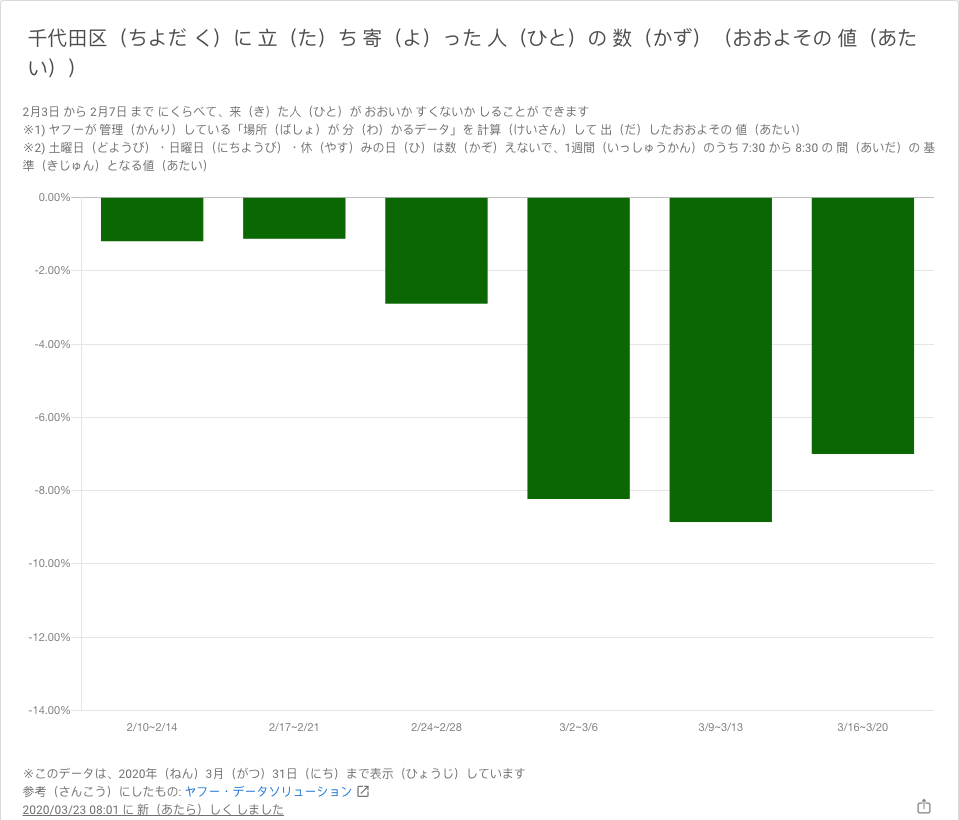 千代田区（ちよだ く）に 立（た）ち 寄（よ）った 人（ひと）の 数（かず）（おおよその 値（あた
い））
2月3日 から 2月7日 まで にくらべて、来（き）た人（ひと）が おおいか すくないか しることが できます
※1) ヤフーが 管理（かんり）している「場所（ばしょ）が 分（わ）かるデータ」を 計算（けいさん）して 出（だ）したおおよその 値（あたい）
※2) 土曜日（どようび）・日曜日（にちようび）・休（やす）みの日（ひ）は数（かぞ）えないで、1週間（いっしゅうかん）のうち 7:30 から 8:30 の 間（あいだ）の 基
準（きじゅん）となる値（あたい）
0.00%
-2.00%
-4.00%
-6.00%
-8.00%
-10.00%
-12.00%
-14.00%
2/10~2/14 2/17~2/21 2/24~2/28 3/2~3/6 3/9~3/13 3/16~3/20
※このデータは、2020年（ねん）3月（がつ）31日（にち）まで表示（ひょうじ）しています
参考（さんこう）にしたもの: ヤフー・データソリューション
2020/03/23 08:01 に 新（あたら）しく しました